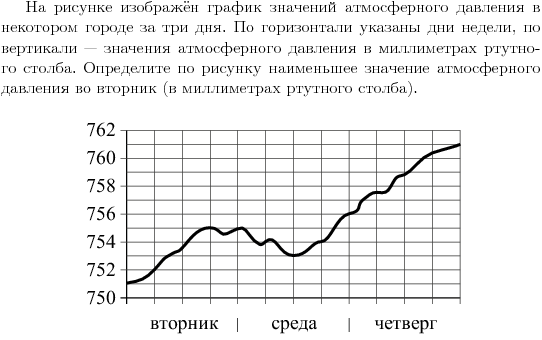 На рисунке изображён график значений атмосферного давления в
некотором городе за три дня. По горизонтали указаны дни недели, по
вертикали — значения атмосферного давления в миллиметрах ртутно-
го столба. Определите по рисунку наименьшее значение атмосферного
давления во вторник (в миллиметрах ртутного столба).
762
760
758
756
754
752
750
вторник | среда | четверг